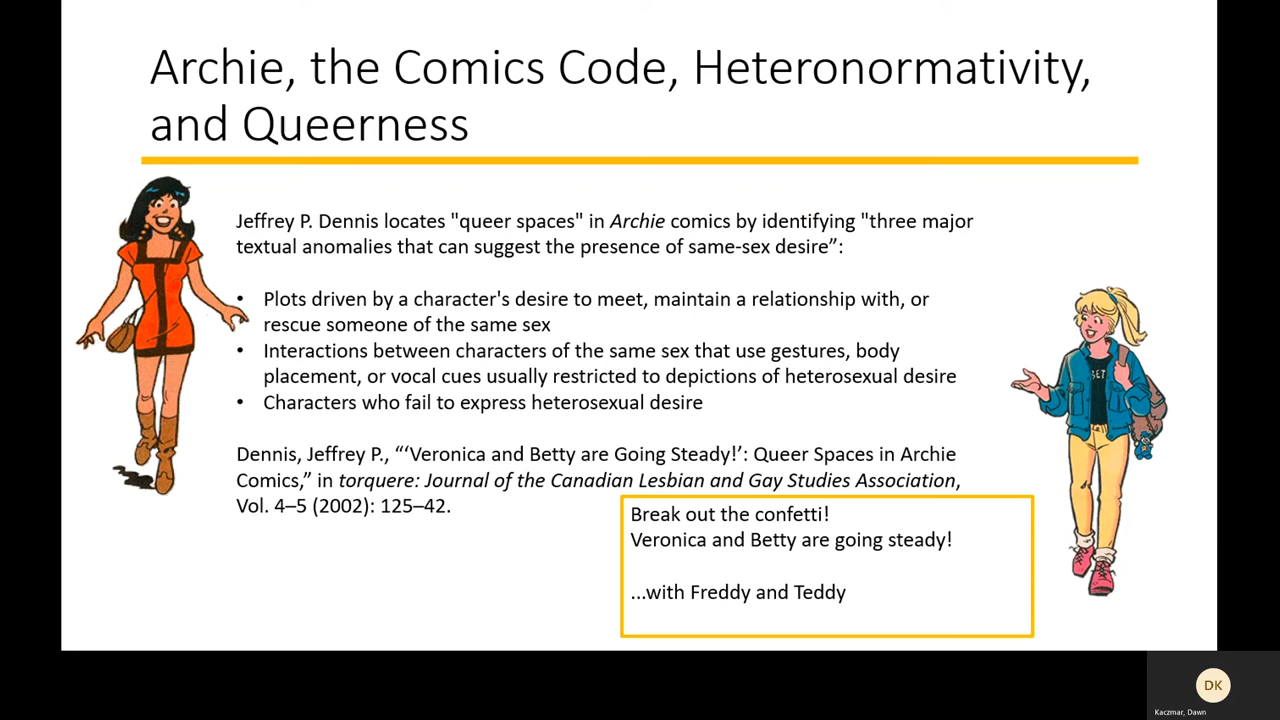 Archie, the Comics Code, Heteronormativity,
and Queerness
Jeffrey P. Dennis locates "queer spaces" in Archie comics by identifying "three major
textual anomalies that can suggest the presence of same-sex desire”:
• Plots driven by a character's desire to meet, maintain a relationship with, or
rescue someone of the same sex
• Interactions between characters of the same sex that use gestures, body
placement, or vocal cues usually restricted to depictions of heterosexual desire
• Characters who fail to express heterosexual desire
Dennis, Jeffrey P., “‘Veronica and Betty are Going Steady!’: Queer Spaces in Archie
Comics,” in torquere: Journal of the Canadian Lesbian and Gay Studies Association,
Vol. 4–5 (2002): 125–42.
Break out the confetti!
Veronica and Betty are going steady!
...with Freddy and Teddy
BET
DK
Kaczmar, Dawn